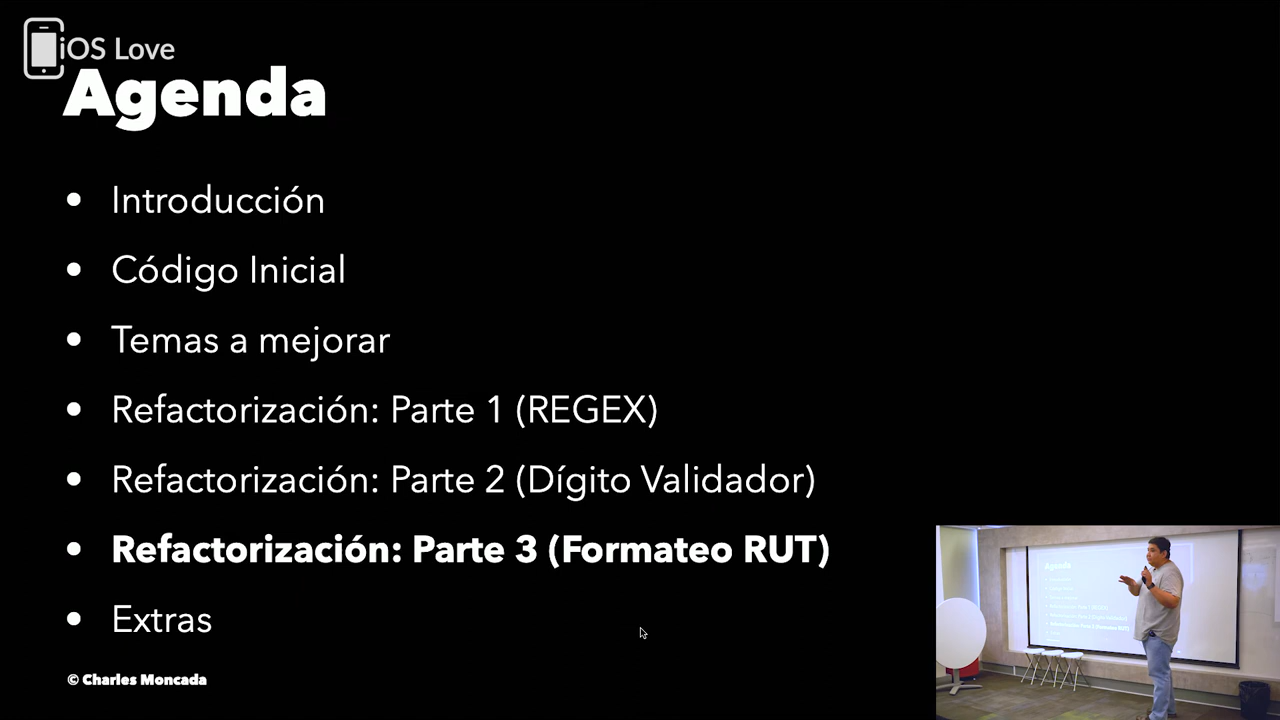 iOS Love
Agenda
• Introducción
• Código Inicial
• Temas a mejorar
• Refactorización: Parte 1 (REGEX)
• Refactorización: Parte 2 (Dígito Validador)
• Refactorización: Parte 3 (Formateo RUT)
• Extras
© Charles Moncada